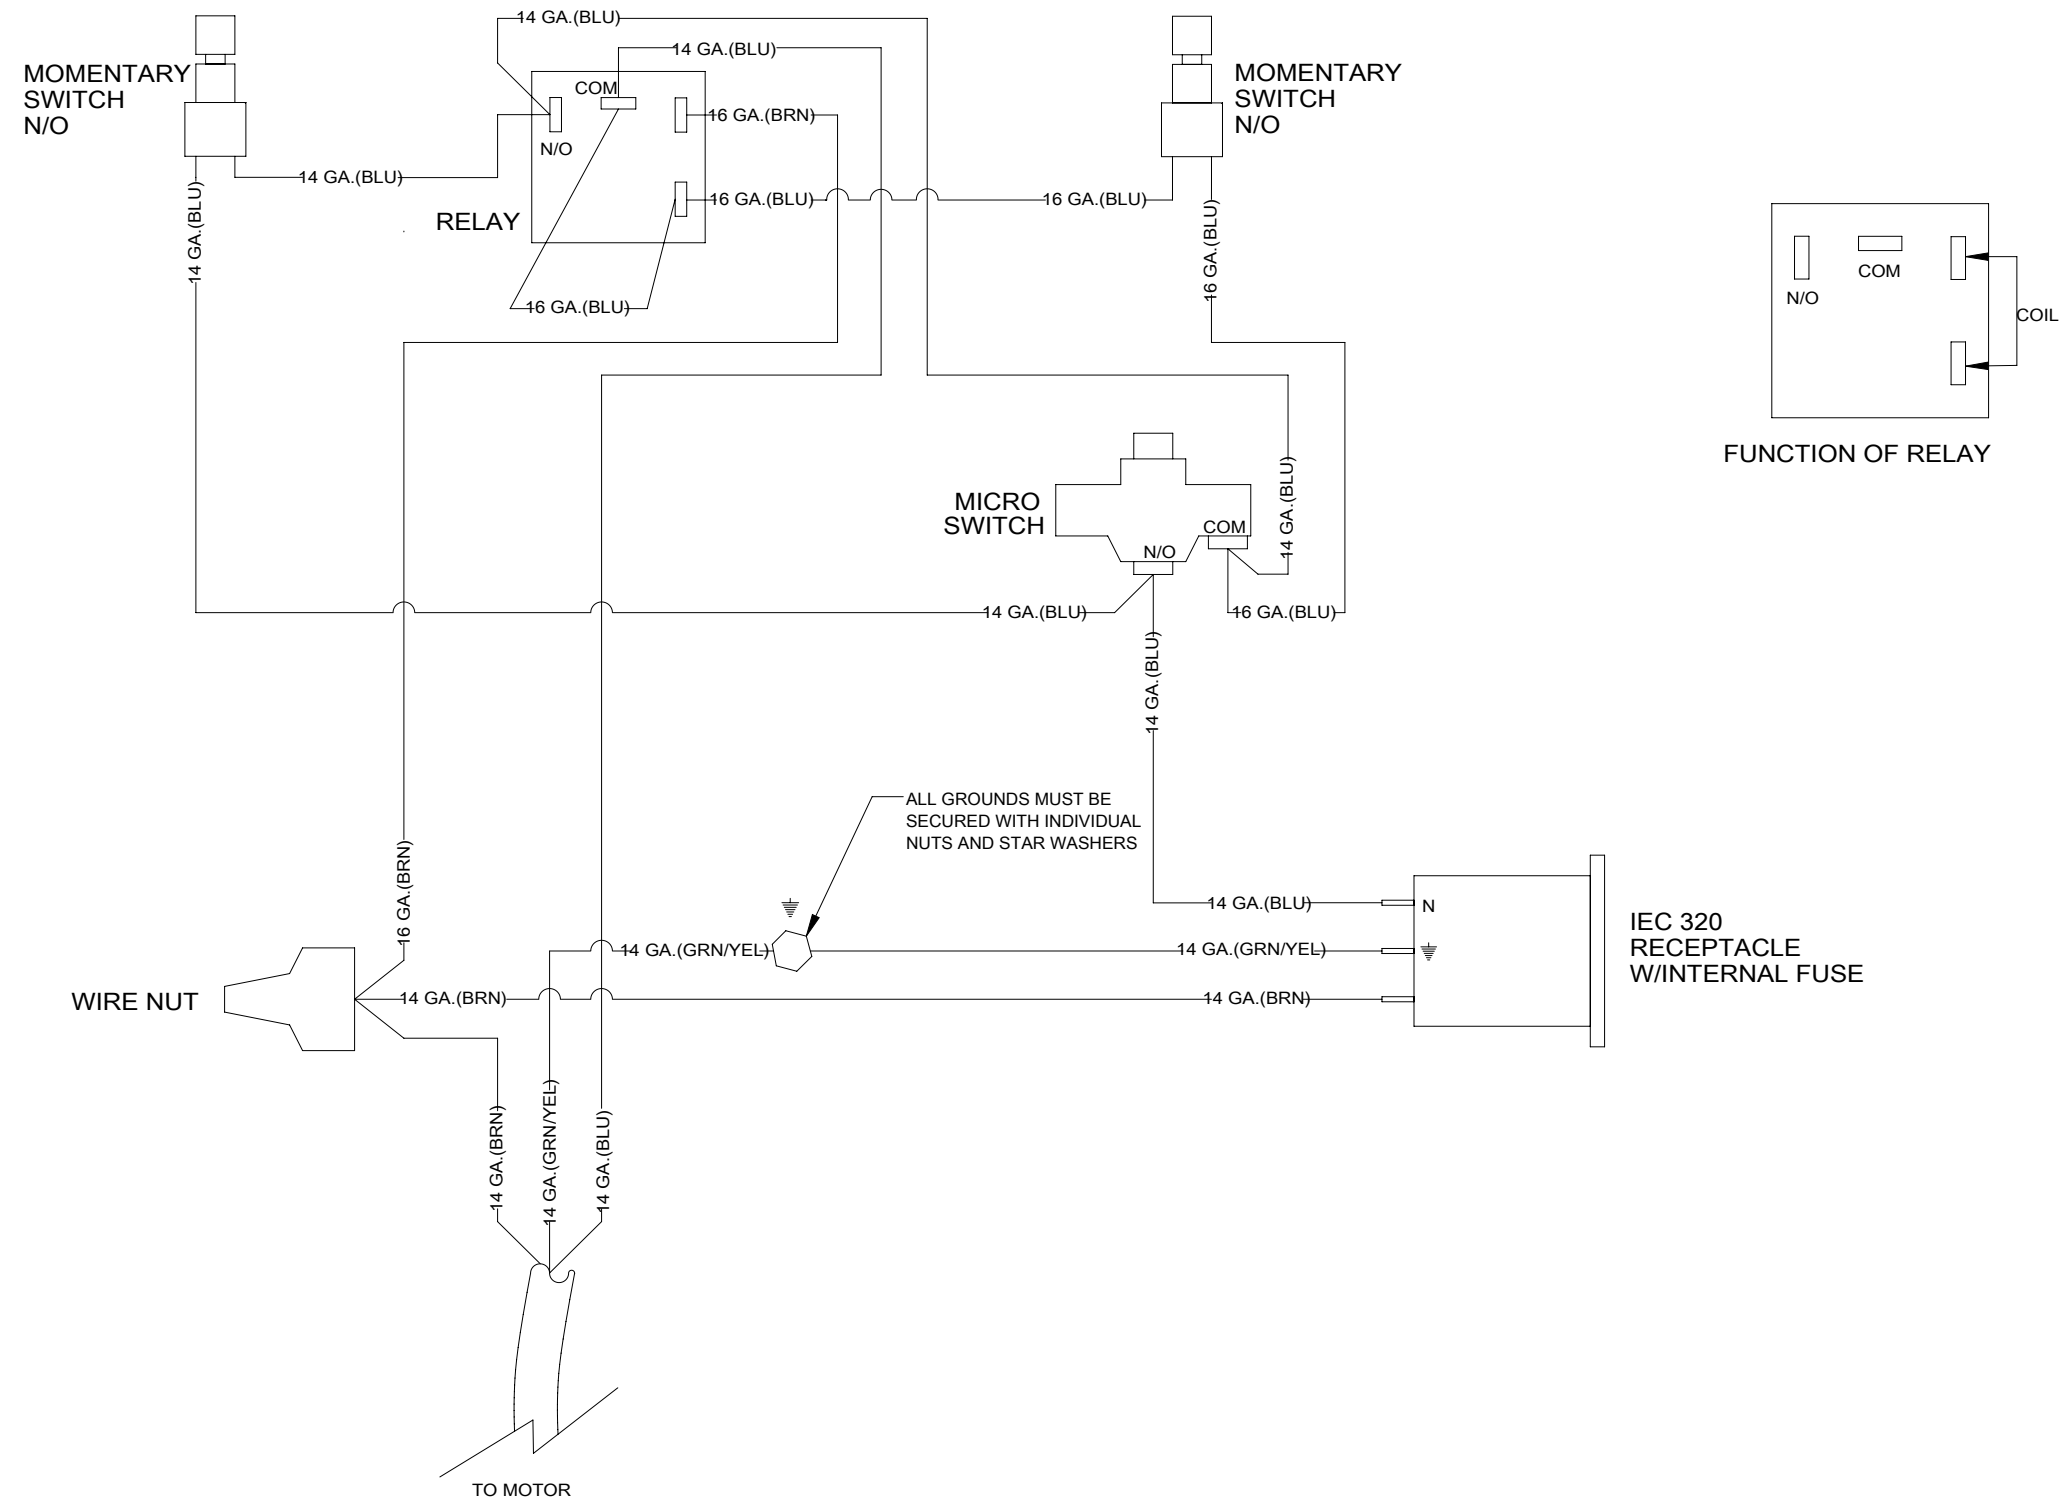 14 GA.(BLU)
14 GA.(BLU)
MOMENTARY
SWITCH
N/O
COM
16 GA.(BRN)
N/O
MOMENTARY
SWITCH
N/O
14 GA.(BLU)
14 GA.(BLU)
RELAY
16 GA.(BLU)
16 GA.(BLU)
16 GA.(BLU)
16 GA.(BLU)
N/O
COM
COIL
FUNCTION OF RELAY
MICRO
SWITCH
COM
N/O
14 GA.(BLU)
14 GA.(BLU)
16 GA.(BLU)
14 GA.(BLU)
ALL GROUNDS MUST BE
SECURED WITH INDIVIDUAL
NUTS AND STAR WASHERS
16 GA.(BRN)
14 GA.(BLU)
N
14 GA.(GRN/YEL)
14 GA.(GRN/YEL)
IEC 320
RECEPTACLE
W/INTERNAL FUSE
WIRE NUT
14 GA.(BRN)
14 GA.(BRN)
14 GA.(BRN)
14 GA.(GRN/YEL)
14 GA.(BLU)
TO MOTOR